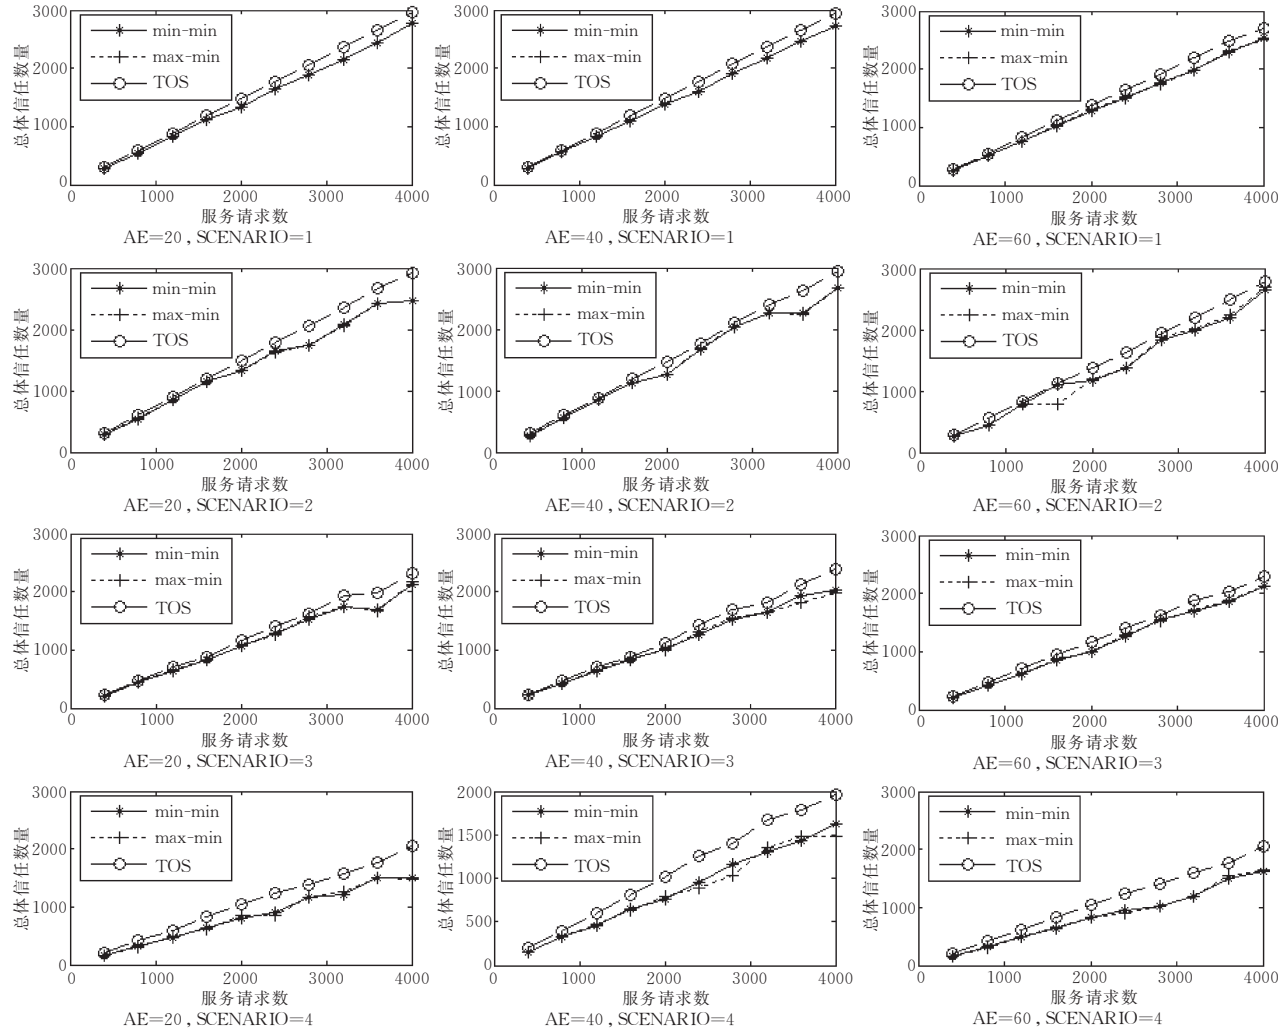 3000
2000
1000
0
总体信任数量
min-min
max-min
TOS
0 1000 2000 3000 4000
服务请求数
AE=20, SCENARIO=1
3000
2000
1000
0
总体信任数量
min-min
max-min
TOS
0 1000 2000 3000 4000
服务请求数
AE=40, SCENARIO=1
3000
2000
1000
0
总体信任数量
min-min
max-min
TOS
0 1000 2000 3000 4000
服务请求数
AE=60, SCENARIO=1
3000
2000
1000
0
总体信任数量
min-min
max-min
TOS
0 1000 2000 3000 4000
服务请求数
AE=20, SCENARIO=2
3000
2000
1000
0
总体信任数量
min-min
max-min
TOS
0 1000 2000 3000 4000
服务请求数
AE=40, SCENARIO=2
3000
2000
1000
0
总体信任数量
min-min
max-min
TOS
0 1000 2000 3000 4000
服务请求数
AE=60, SCENARIO=2
3000
2000
1000
0
总体信任数量
min-min
max-min
TOS
0 1000 2000 3000 4000
服务请求数
AE=20, SCENARIO=3
3000
2000
1000
0
总体信任数量
min-min
max-min
TOS
0 1000 2000 3000 4000
服务请求数
AE=40, SCENARIO=3
3000
2000
1000
0
总体信任数量
min-min
max-min
TOS
0 1000 2000 3000 4000
服务请求数
AE=60, SCENARIO=3
3000
2000
1000
0
总体信任数量
min-min
max-min
TOS
0 1000 2000 3000 4000
服务请求数
AE=20, SCENARIO=4
2000
1500
1000
500
0
总体信任数量
min-min
max-min
TOS
0 1000 2000 3000 4000
服务请求数
AE=40, SCENARIO=4
3000
2000
1000
0
总体信任数量
min-min
max-min
TOS
0 1000 2000 3000 4000
服务请求数
AE=60, SCENARIO=4